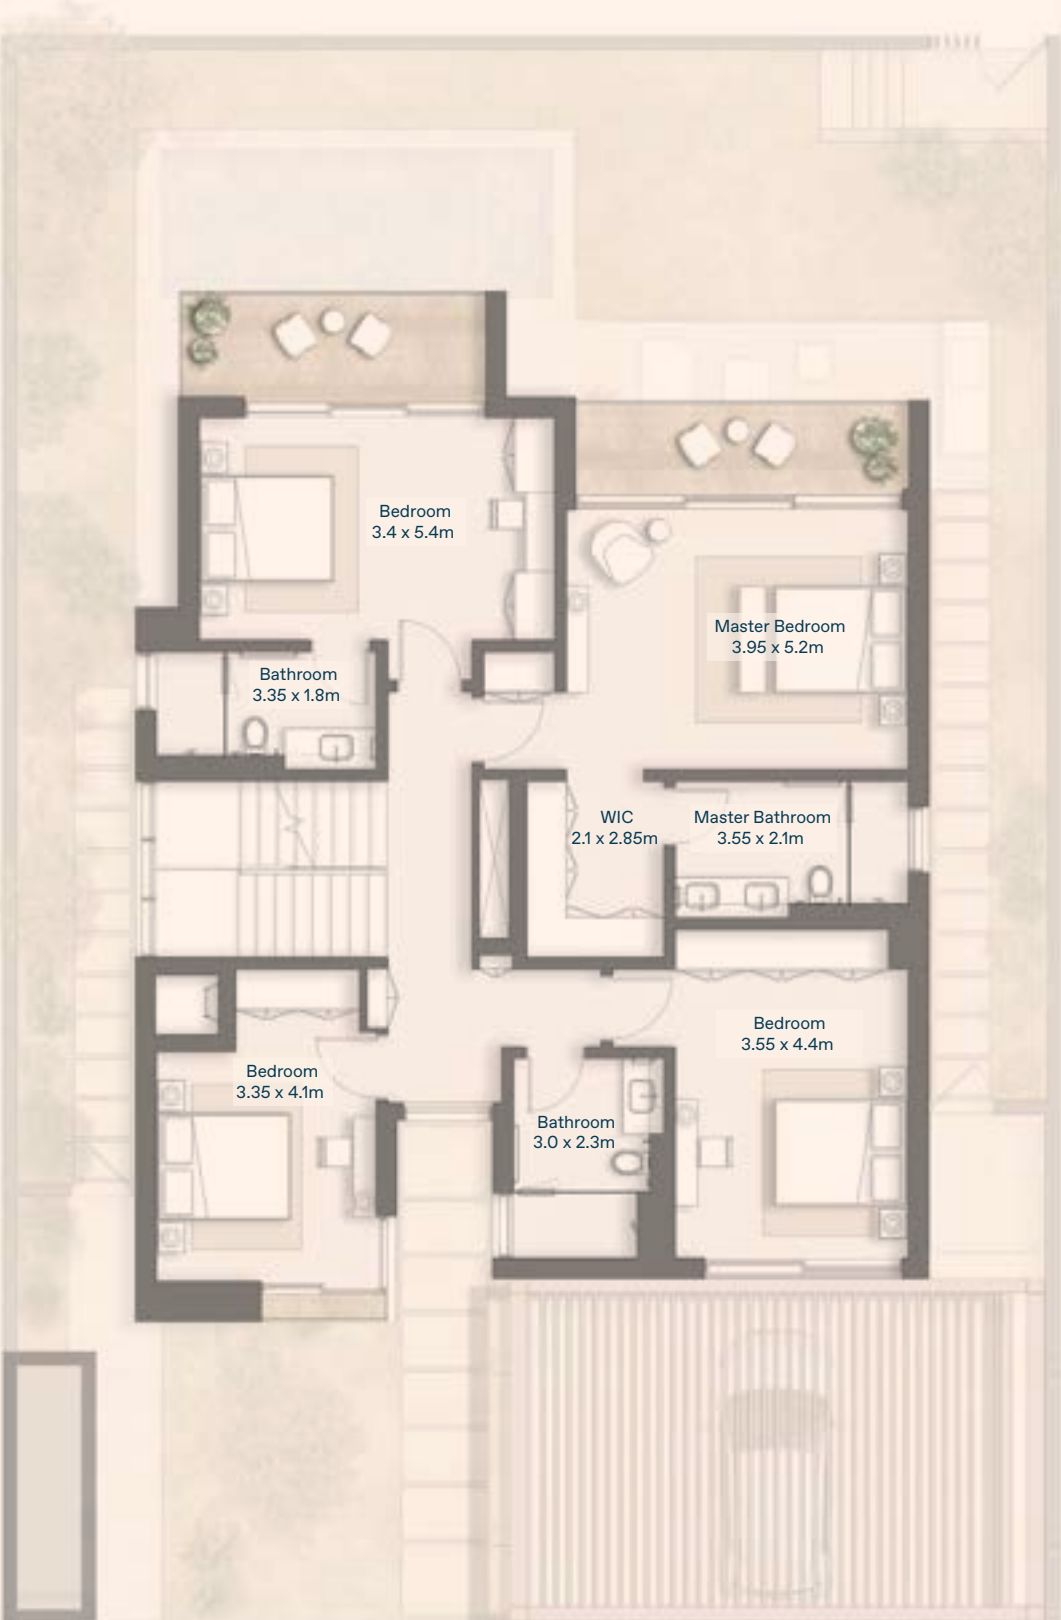 Bedroom
3.4 x 5.4m
Master Bedroom
3.95 x 5.2m
Bathroom
3.35 x 1.8m
WIC
2.1 x 2.85m
Master Bathroom
3.55 x 2.1m
Bedroom
3.55 x 4.4m
Bedroom
3.35 x 4.1m
Bathroom
3.0 x 2.3m